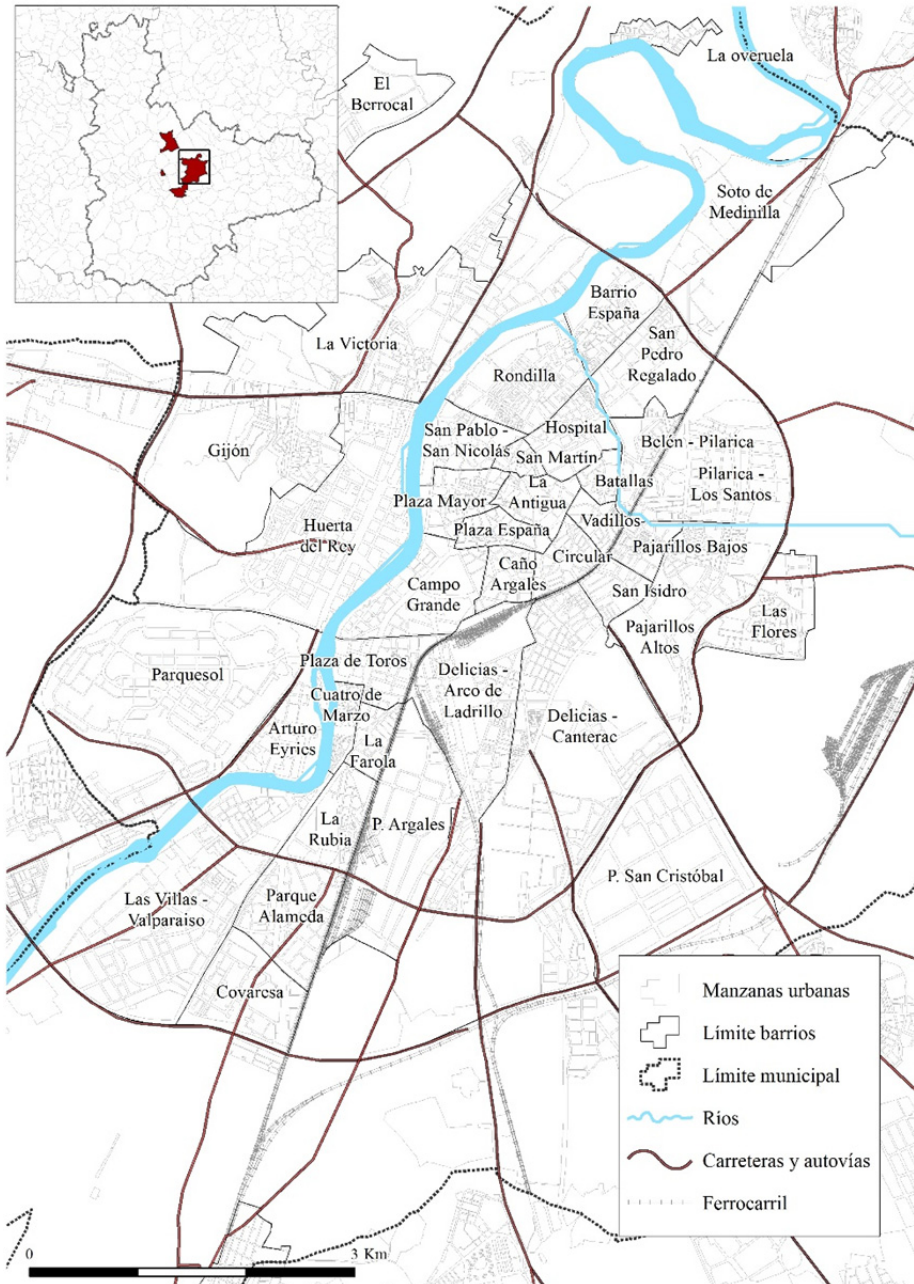 La overuela
El
Berrocal
Soto de
Medinilla
Barrio
España
La Victoria
San
Pedro
Regalado
Rondilla
Gijón
San Pablo -
San Nicolás
Hospital
Belén - Pilarica
San Martín
Pilarica -
Los Santos
Batallas
La
Antigua
Plaza Mayor
Huerta
del Rey
Plaza España
Vadillos
Pajarillos Bajos
Circular
Caño
Argales
Campo
Grande
San Isidro
Las
Flores
Pajarillos
Altos
Plaza de Toros
Parquesol
Delicias -
Arco de
Ladrillo
Cuatro de
Marzo
Arturo
Eyries
Delicias -
Canterac
La
Farola
La
Rubia
P. Argales
P. San Cristóbal
Las Villas -
Valparaiso
Parque
Alameda
Covaresa
Manzanas urbanas
Límite barrios
Límite municipal
Ríos
Carreteras y autovías
Ferrocarril
0 3 Km